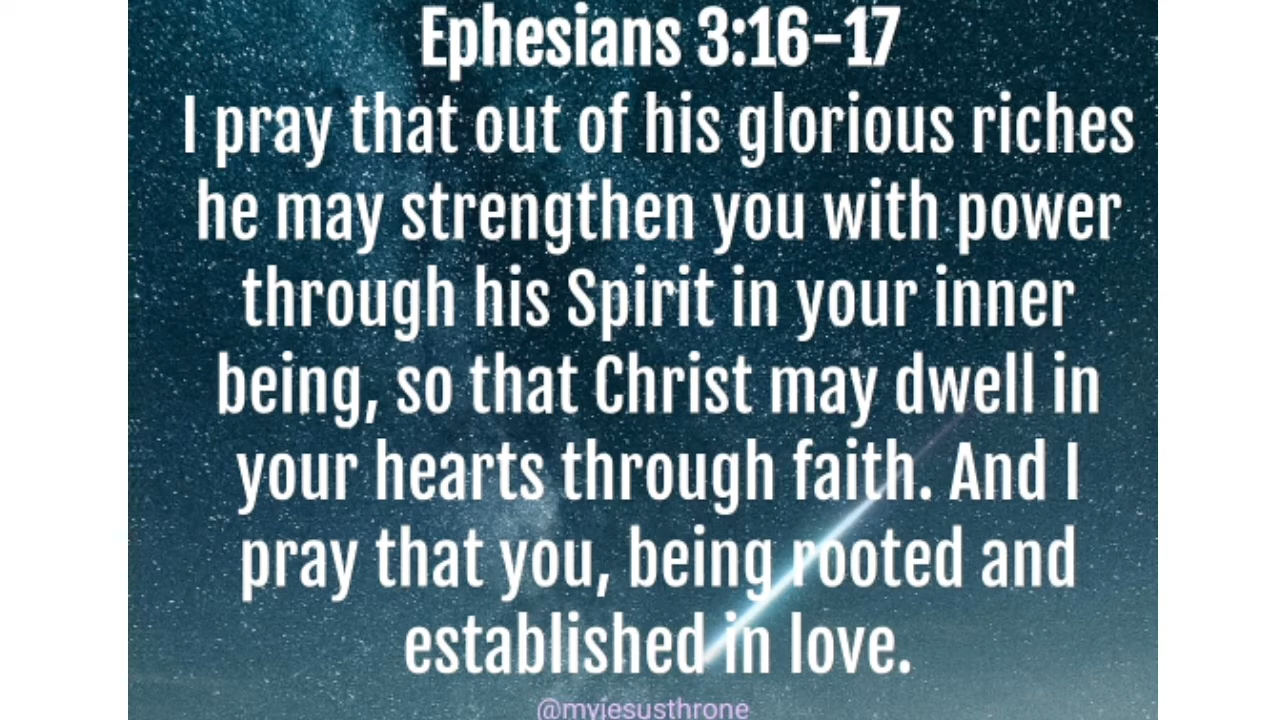 Ephesians 3:16-17
I pray that out of his glorious riches
he may strengthen you with power
through his Spirit in your inner
being, so that Christ may dwell in
your hearts through faith. And I
pray that you, being rooted and
established in love.
@myjesusthrone